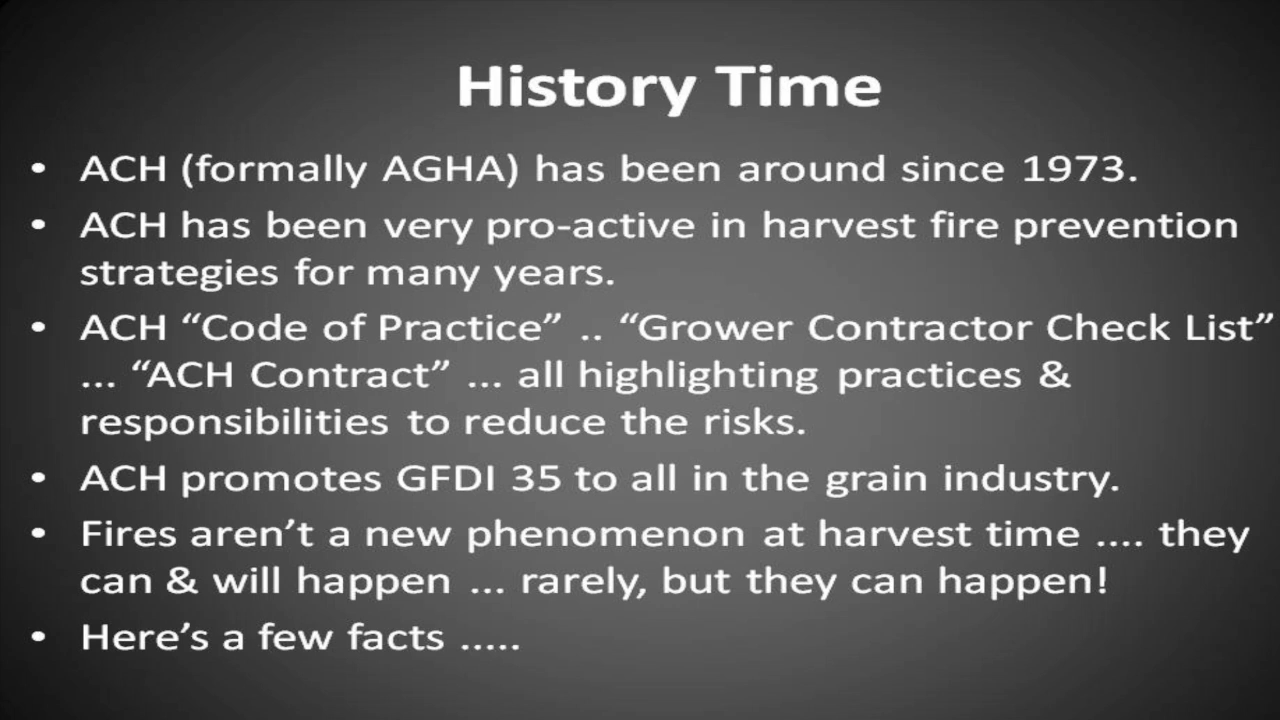 History Time
• ACH (formally AGHA) has been around since 1973.
• ACH has been very pro-active in harvest fire prevention
strategies for many years.
• ACH “Code of Practice” .. “Grower Contractor Check List”
... “ACH Contract” ... all highlighting practices &
responsibilities to reduce the risks.
• ACH promotes GFDI 35 to all in the grain industry.
• Fires aren’t a new phenomenon at harvest time .... they
can & will happen ... rarely, but they can happen!
• Here’s a few facts .....